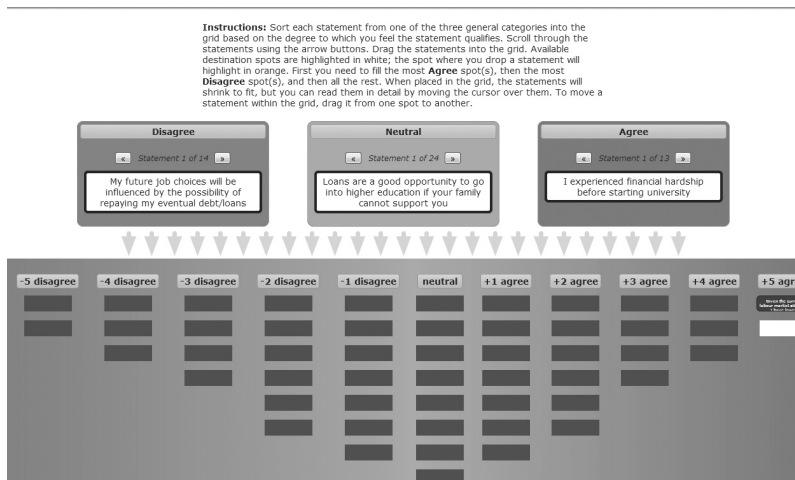 Instructions: Sort each statement from one of the three general categories into the
grid based on the degree to which you feel the statement qualifies. Scroll through the
statements using the arrow buttons. Drag the statements into the grid. Available
destination spots are highlighted in white; the spot where you drop a statement will
highlight in orange. First you need to fill the most Agree spot(s), then the most
Disagree spot(s), and then all the rest. When placed in the grid, the statements will
shrink to fit, but you can read them in detail by moving the cursor over them. To move a
statement within the grid, drag it from one spot to another.
Disagree
« Statement 1 of 14 »
My future job choices will be
influenced by the possibility of
repaying my eventual debt/loans
Neutral
« Statement 1 of 24 »
Loans are a good opportunity to go
into higher education if your family
cannot support you
Agree
« Statement 1 of 13 »
I experienced financial hardship
before starting university
-5 disagree -4 disagree -3 disagree -2 disagree -1 disagree neutral +1 agree +2 agree +3 agree +4 agree +5 agr